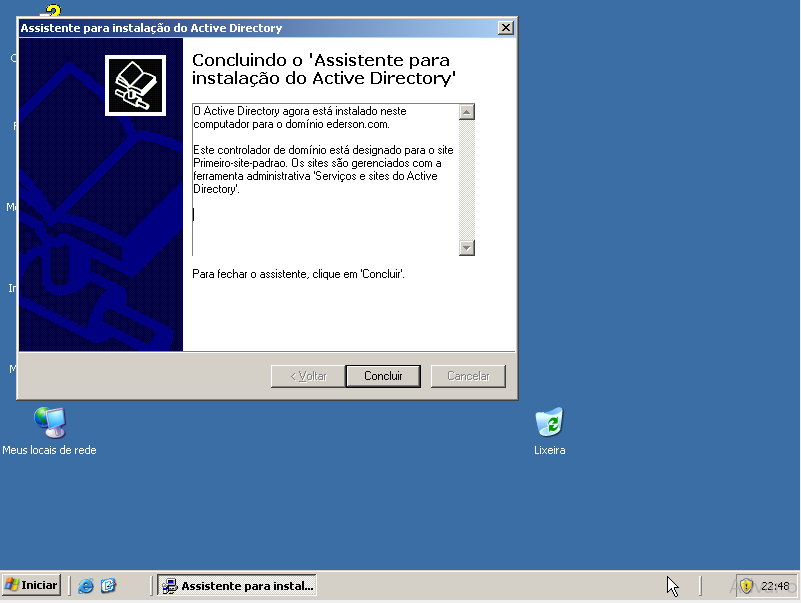 Assistente para instalação do Active Directory
Concluindo o 'Assistente para
instalação do Active Directory'
O Active Directory agora está instalado neste
computador para o domínio ederson.com.
Este controlador de domínio está designado para o site
Primeiro-site-padrao. Os sites são gerenciados com a
ferramenta administrativa 'Serviços e sites do Active
Directory'.
Para fechar o assistente, clique em 'Concluir'.
< Voltar
Concluir
Cancelar
Meus locais de rede
Lixeira
Iniciar
Assistente para instal...
22:48